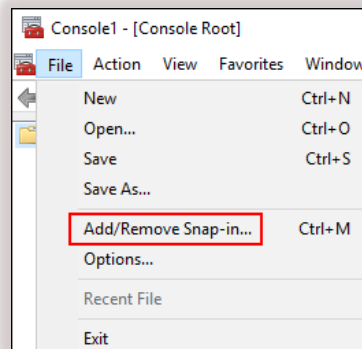 Console1 - [Console Root]
File Action View Favorites Window
New Ctrl+N
Open... Ctrl+O
Save Ctrl+S
Save As...
Add/Remove Snap-in... Ctrl+M
Options...
Recent File
Exit